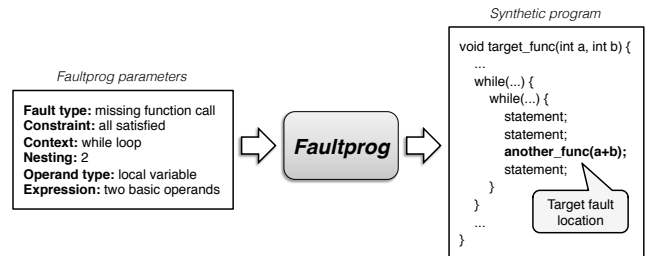 Faultprog parameters
Fault type: missing function call
Constraint: all satisfied
Context: while loop
Nesting: 2
Operand type: local variable
Expression: two basic operands
Faultprog
Synthetic program
void target_func(int a, int b) {
...
while(...) {
while(...) {
statement;
statement;
another_func(a+b);
statement;
}
}
...
}
Target fault
location